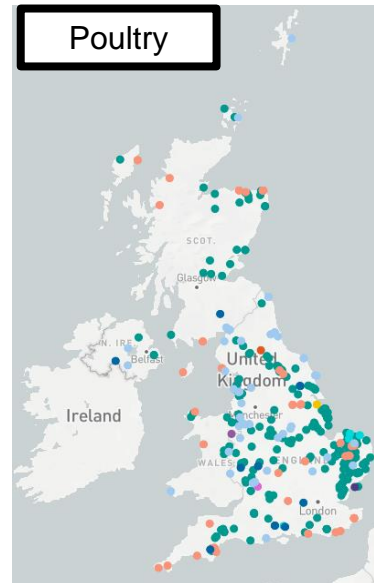 Poultry
SCOT.
Glasgow
N. IRE.
Belfast
United
Kingdom
Manchester
Ireland
WALES
ENGLAND
London